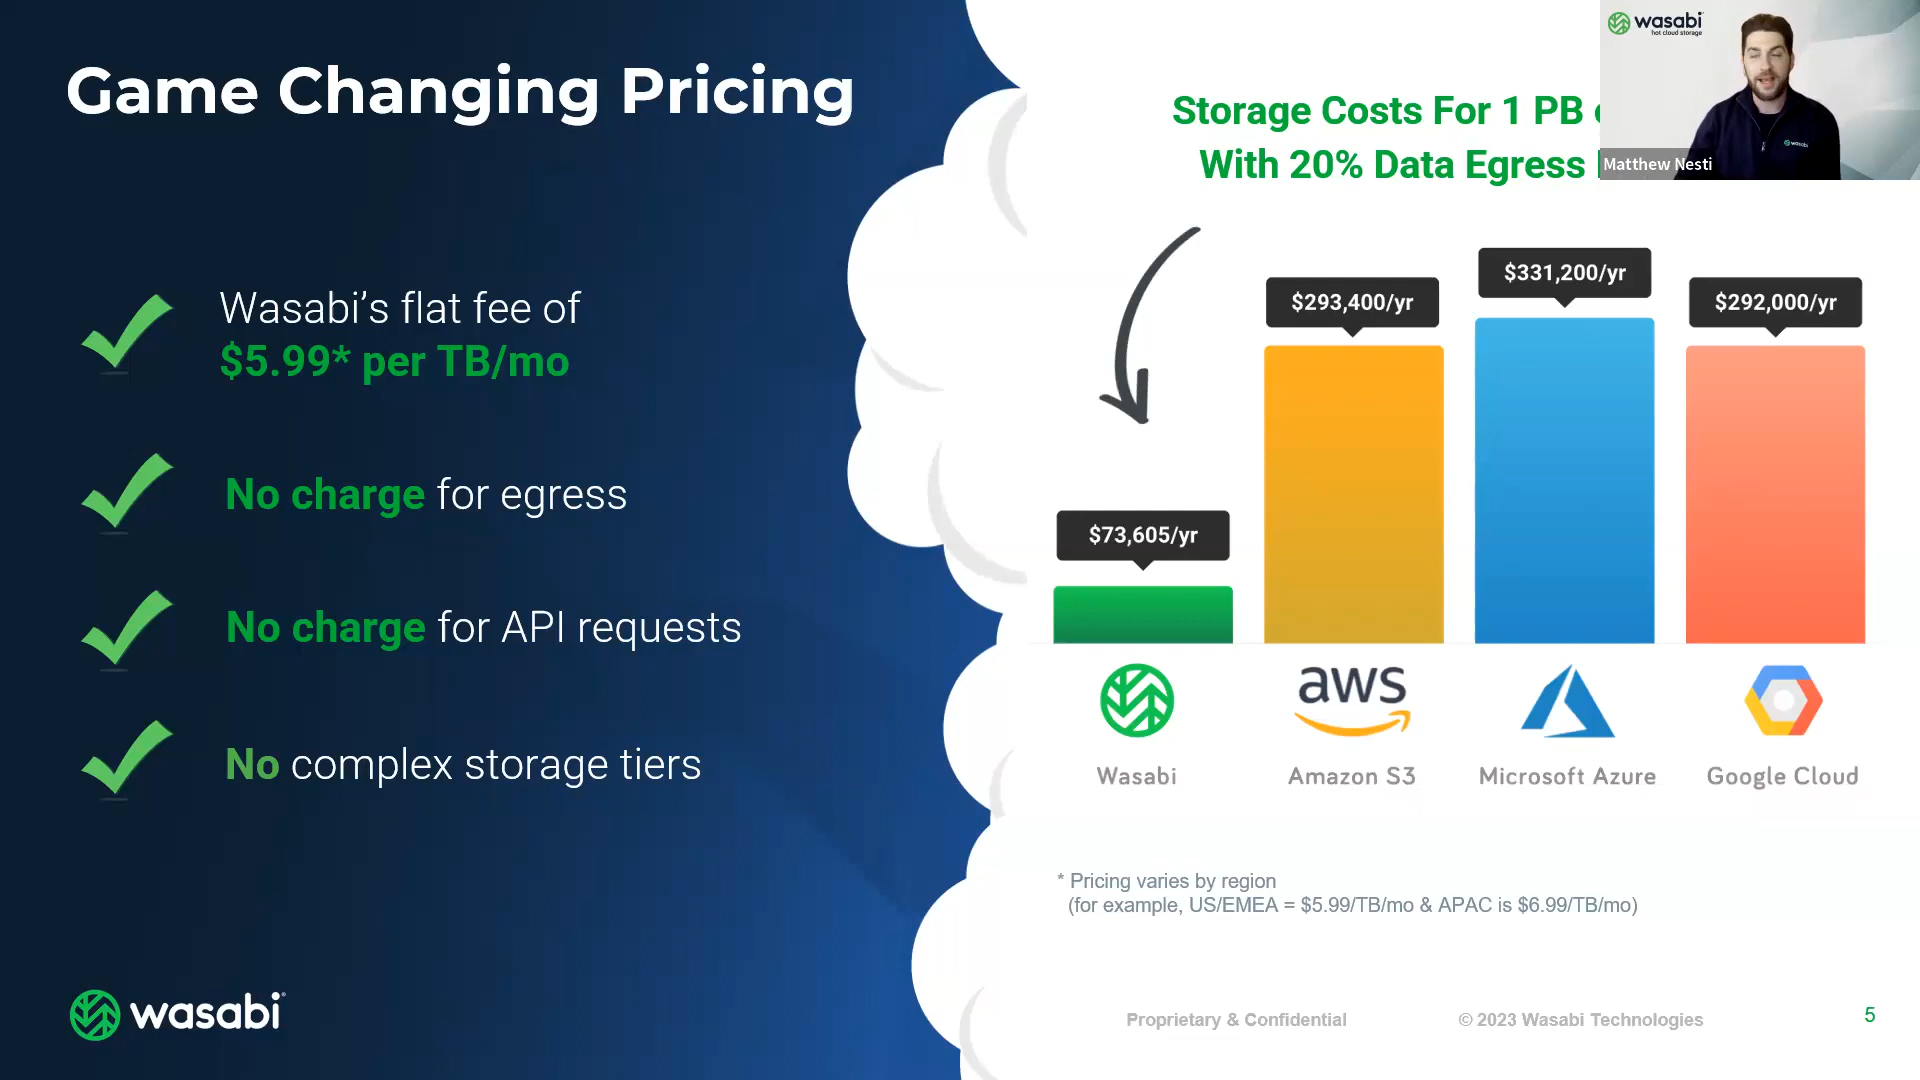 Game Changing Pricing
Wasabi’s flat fee of
$5.99* per TB/mo
No charge for egress
No charge for API requests
No complex storage tiers
wasabi
Storage Costs For 1 PB
With 20% Data Egress
wasabi
hot cloud storage
wasabi
Matthew Nesti
$73,605/yr
$293,400/yr
$331,200/yr
$292,000/yr
aws
Wasabi
Amazon S3
Microsoft Azure
Google Cloud
* Pricing varies by region
(for example, US/EMEA = $5.99/TB/mo & APAC is $6.99/TB/mo)
Proprietary & Confidential
© 2023 Wasabi Technologies
5